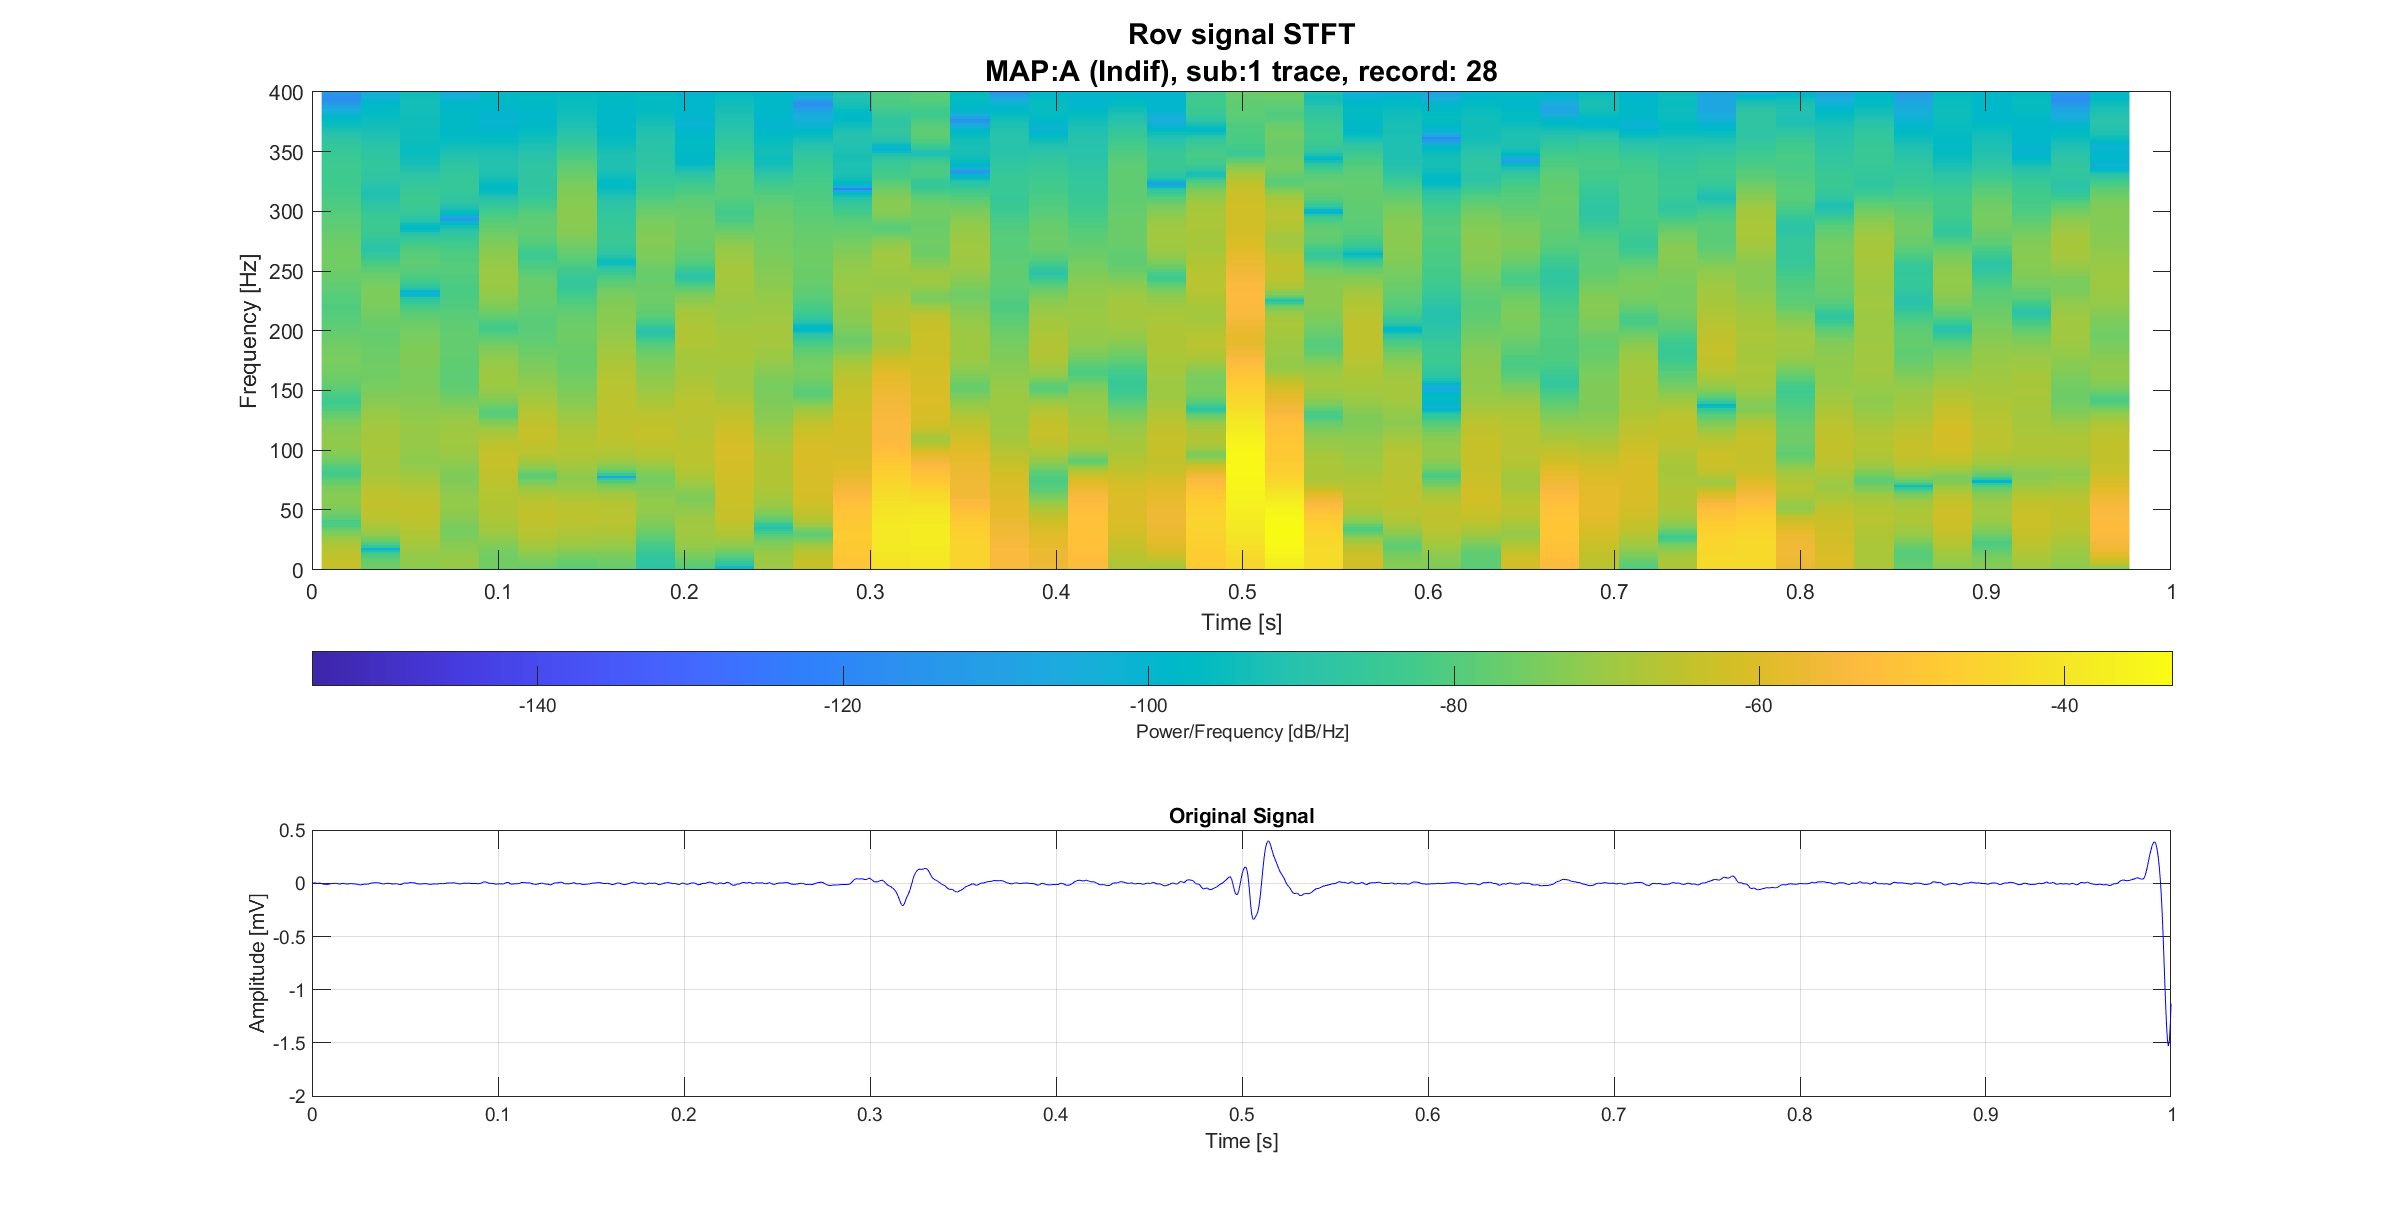 Rov signal STFT
MAP:A (Indif), sub:1 trace, record: 28
400
350
300
250
200
150
100
50
0
Frequency [Hz]
0 0.1 0.2 0.3 0.4 0.5 0.6 0.7 0.8 0.9 1
Time [s]
-140 -120 -100 -80 -60 -40
Power/Frequency [dB/Hz]
Original Signal
0.5
0
-0.5
-1
-1.5
-2
Amplitude [mV]
0 0.1 0.2 0.3 0.4 0.5 0.6 0.7 0.8 0.9 1
Time [s]